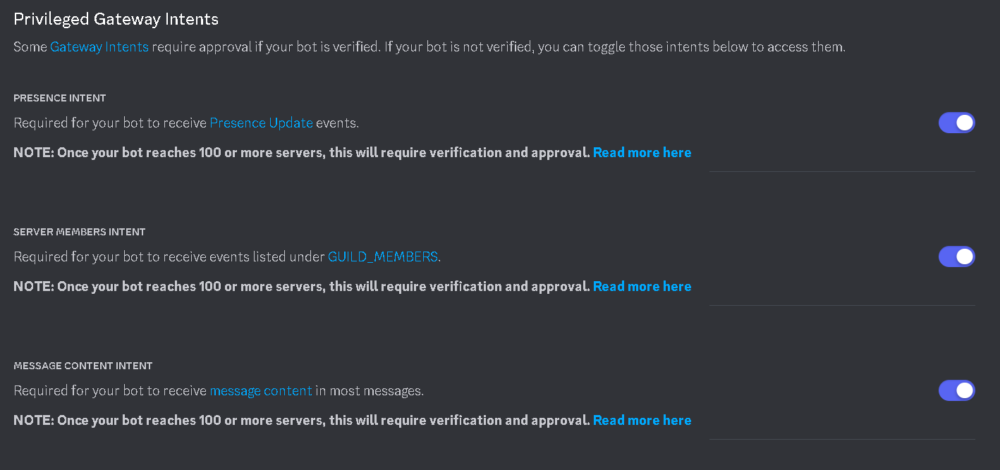 Privileged Gateway Intents
Some Gateway Intents require approval if your bot is verified. If your bot is not verified, you can toggle those intents below to access them.
PRESENCE INTENT
Required for your bot to receive Presence Update events.
NOTE: Once your bot reaches 100 or more servers, this will require verification and approval. Read more here
SERVER MEMBERS INTENT
Required for your bot to receive events listed under GUILD_MEMBERS.
NOTE: Once your bot reaches 100 or more servers, this will require verification and approval. Read more here
MESSAGE CONTENT INTENT
Required for your bot to receive message content in most messages.
NOTE: Once your bot reaches 100 or more servers, this will require verification and approval. Read more here